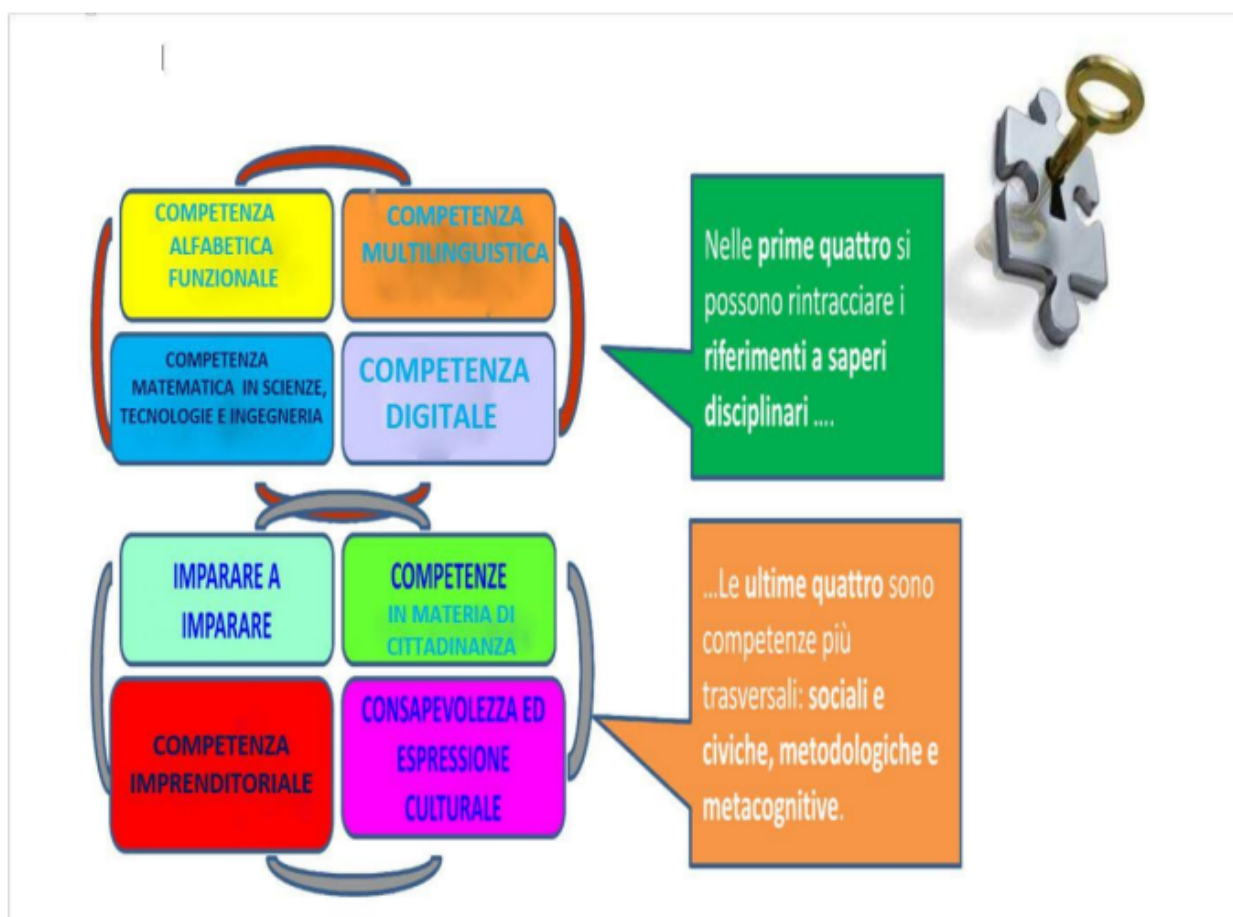 COMPETENZA
ALFABETICA
FUNZIONALE
COMPETENZA
MULTILINGUISTICA
COMPETENZA
MATEMATICA IN SCIENZE,
TECNOLOGIE E INGEGNERIA
COMPETENZA
DIGITALE
Nelle prime quattro si
possono rintracciare i
riferimenti a saperi
disciplinari ....
IMPARARE A
IMPARARE
COMPETENZE
IN MATERIA DI
CITTADINANZA
COMPETENZA
IMPRENDITORIALE
CONSAPEVOLEZZA ED
ESPRESSIONE
CULTURALE
...Le ultime quattro sono
competenze più
trasversali: sociali e
civiche, metodologiche e
metacognitive.